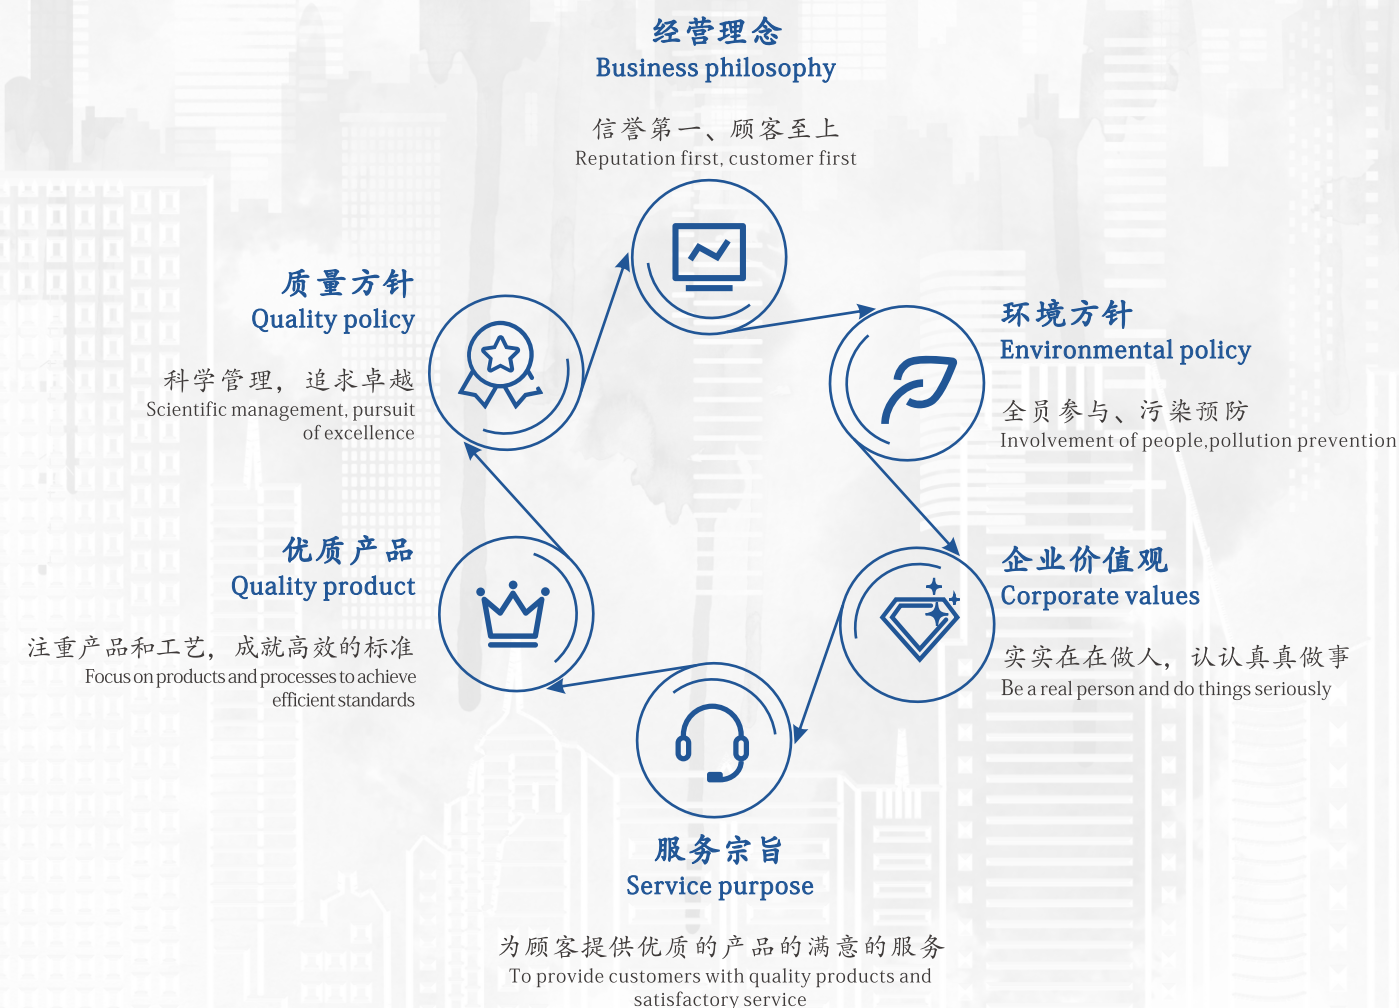 经营理念
Business philosophy
信誉第一、顾客至上
Reputation first, customer first
质量方针
Quality policy
科学管理，追求卓越
Scientific management, pursuit
of excellence
环境方针
Environmental policy
全员参与、污染预防
Involvement of people,pollution prevention
优质产品
Quality product
注重产品和工艺，成就高效的标准
Focus on products and processes to achieve
efficient standards
企业价值观
Corporate values
实实在在做人，认认真真做事
Be a real person and do things seriously
服务宗旨
Service purpose
为顾客提供优质的产品的满意的服务
To provide customers with quality products and
satisfactory service